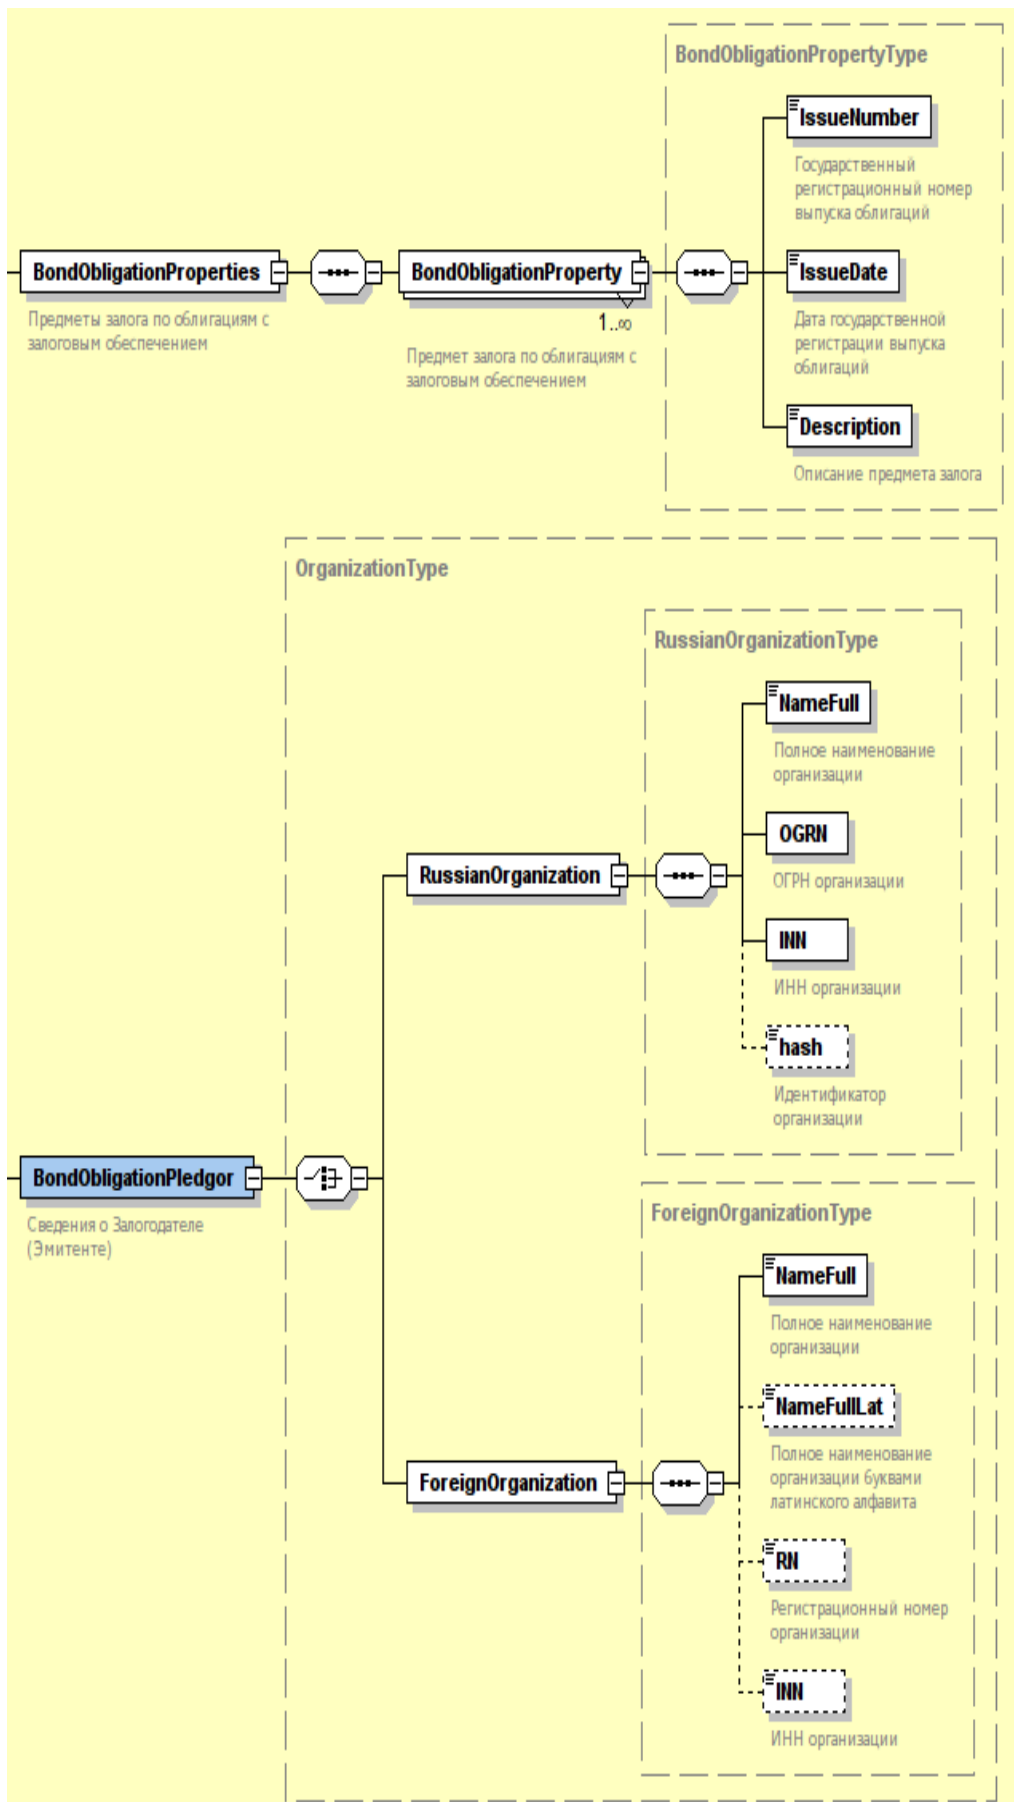 BondObligationPropertyType
IssueNumber
Государственный
регистрационный номер
выпуска облигаций
BondObligationProperties
Предметы залога по облигациям с
залоговым обеспечением
BondObligationProperty
1..∞
Предмет залога по облигациям с
залоговым обеспечением
IssueDate
Дата государственной
регистрации выпуска
облигаций
Description
Описание предмета залога
OrganizationType
RussianOrganizationType
RussianOrganization
NameFull
Полное наименование
организации
OGRN
ОГРН организации
INN
ИНН организации
hash
Идентификатор
организации
BondObligationPledgor
Сведения о Залогодателе
(Эмитенте)
ForeignOrganizationType
ForeignOrganization
NameFull
Полное наименование
организации
NameFullLat
Полное наименование
организации буквами
латинского алфавита
RN
Регистрационный номер
организации
INN
ИНН организации